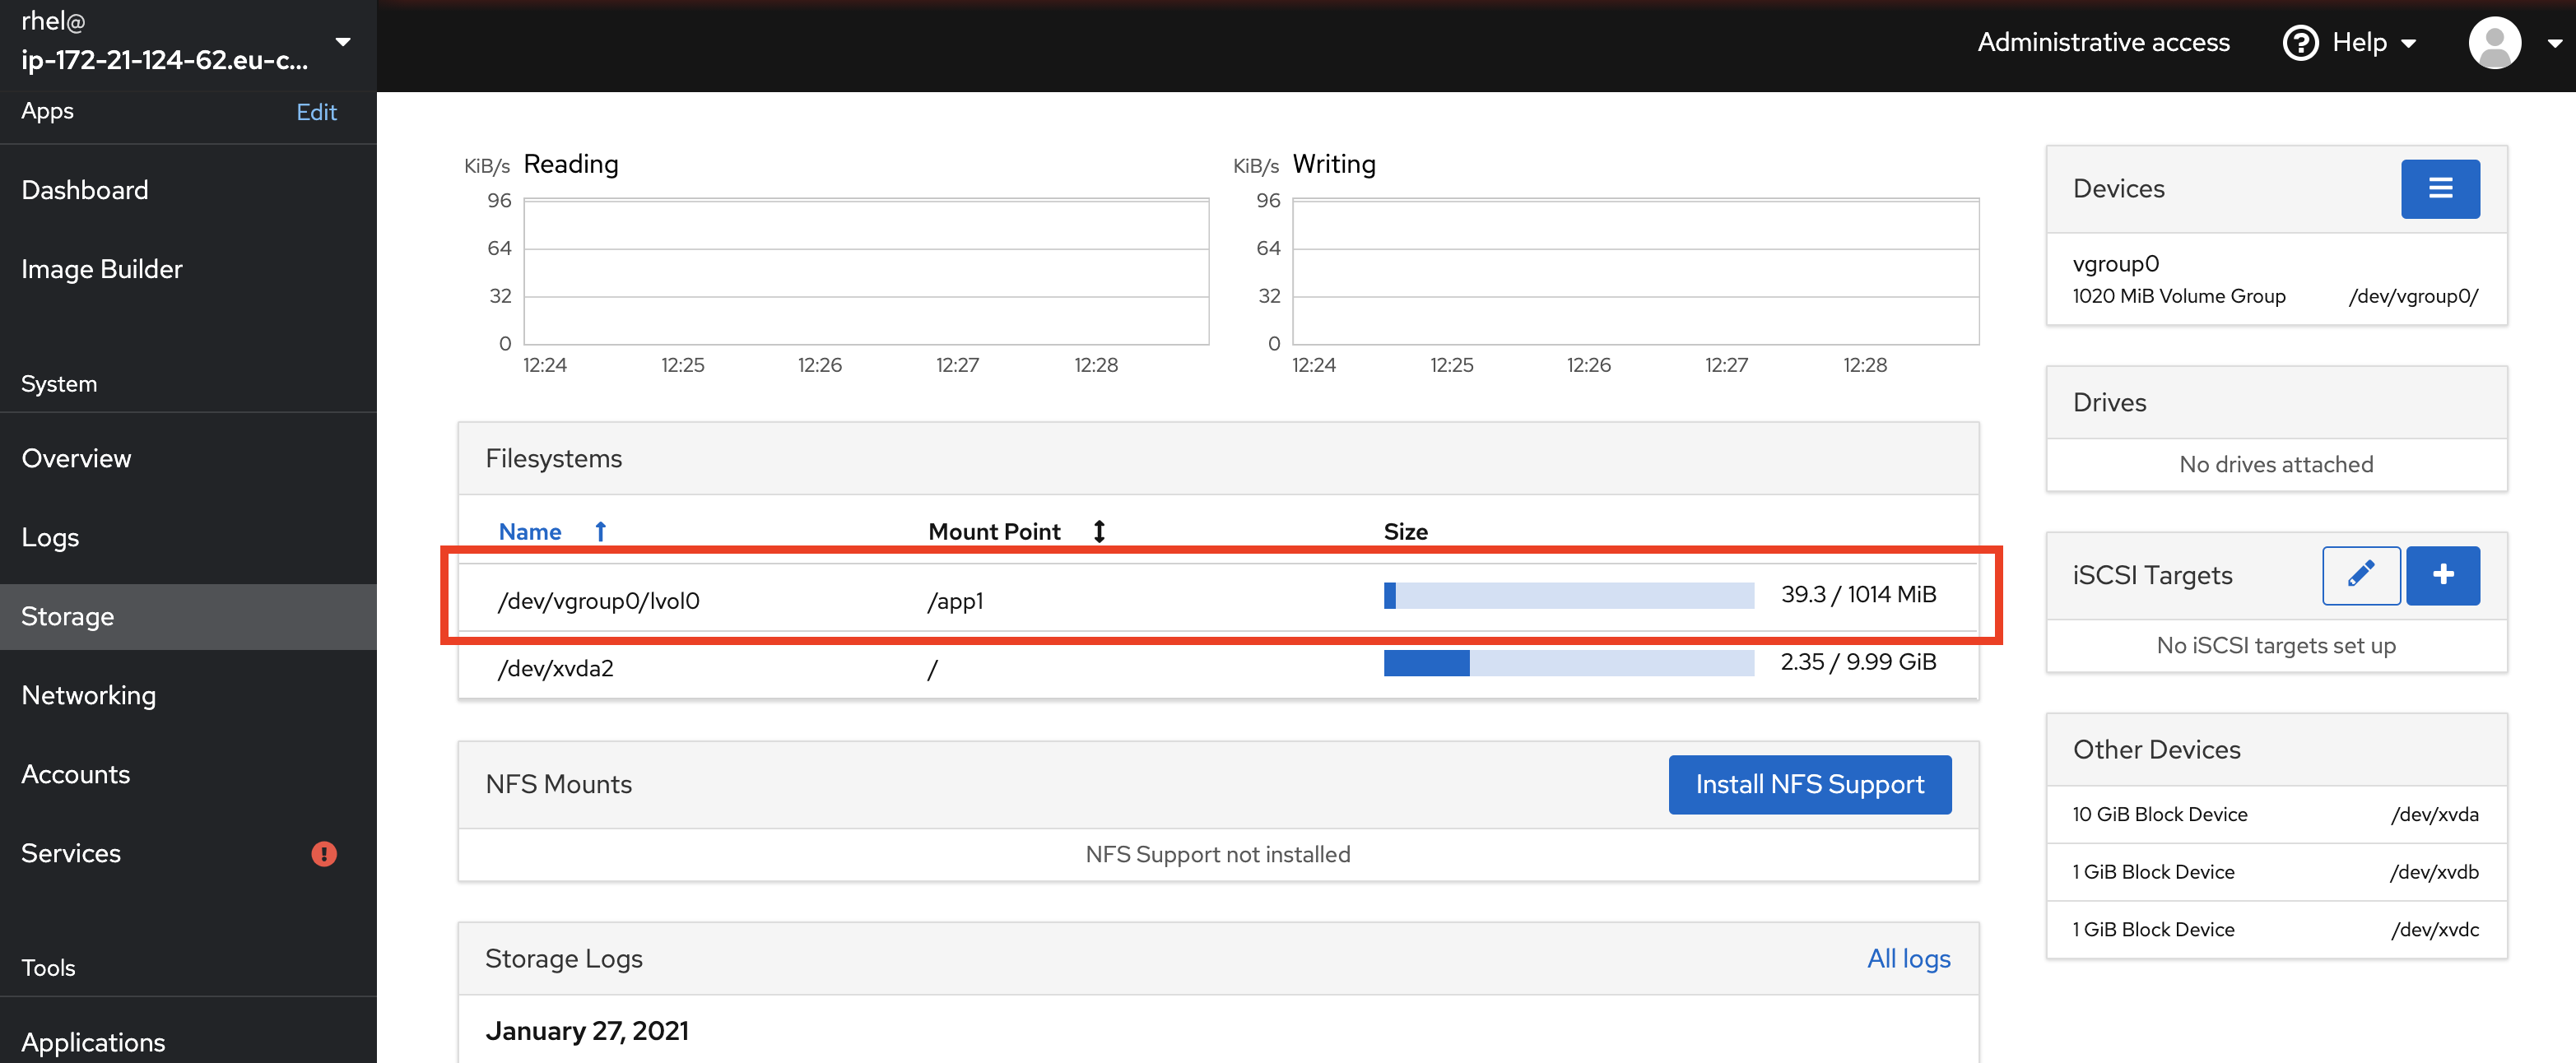 rhel@
ip-172-21-124-62.eu-c...
Apps Edit
Dashboard
Image Builder
System
Overview
Logs
Storage
Networking
Accounts
Services
Tools
Applications
Administrative access Help
KiB/s Reading
96
64
32
0
12:24 12:25 12:26 12:27 12:28
KiB/s Writing
96
64
32
0
12:24 12:25 12:26 12:27 12:28
Filesystems
Name Mount Point Size
/dev/vgroup0/lvol0 /app1 39.3 / 1014 MiB
/dev/xvda2 / 2.35 / 9.99 GiB
NFS Mounts Install NFS Support
NFS Support not installed
Storage Logs All logs
January 27, 2021
Devices
vgroup0
1020 MiB Volume Group /dev/vgroup0/
Drives
No drives attached
iSCSI Targets
No iSCSI targets set up
Other Devices
10 GiB Block Device /dev/xvda
1 GiB Block Device /dev/xvdb
1 GiB Block Device /dev/xvdc